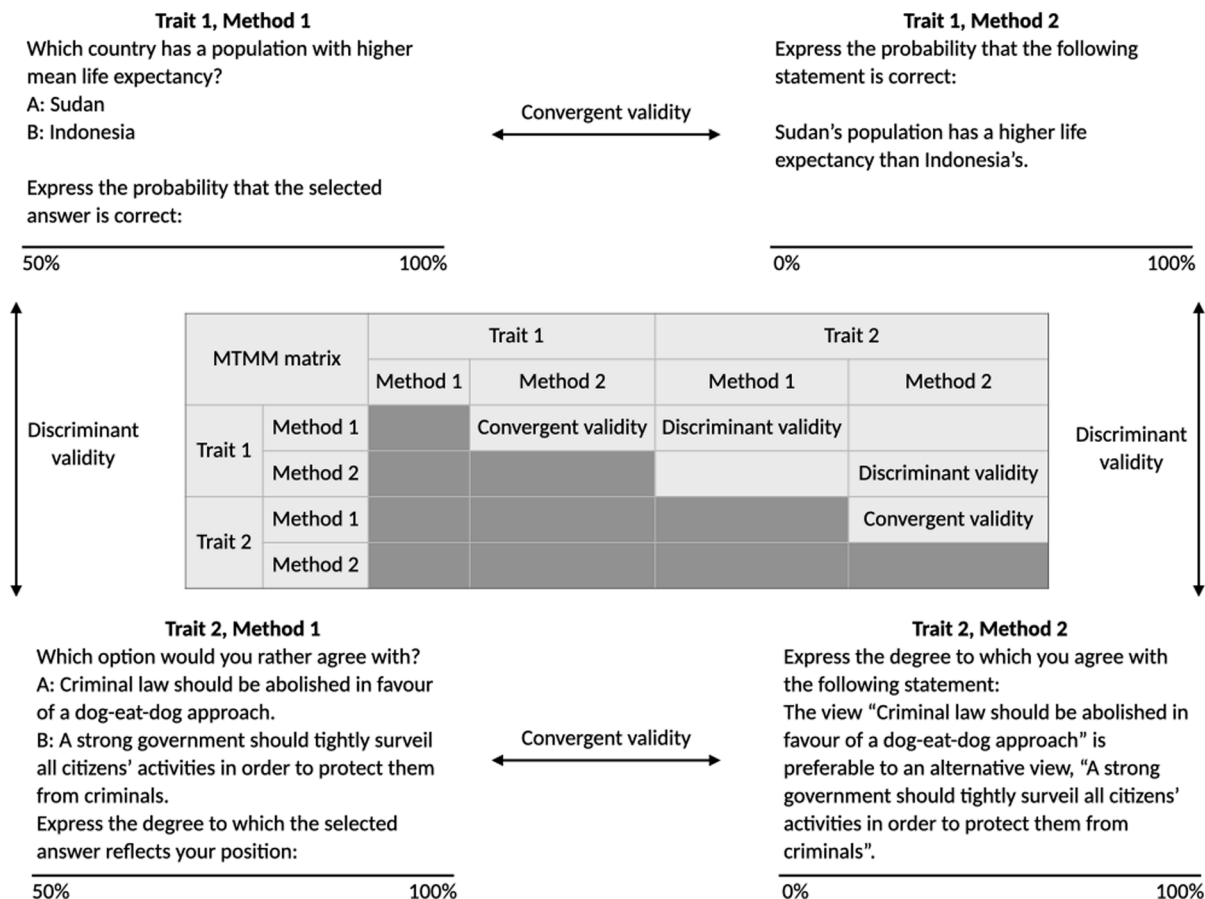 Trait 1, Method 1
Which country has a population with higher
mean life expectancy?
A: Sudan
B: Indonesia
Express the probability that the selected
answer is correct:
50% 100%
Convergent validity
Trait 1, Method 2
Express the probability that the following
statement is correct:
Sudan's population has a higher life
expectancy than Indonesia's.
0% 100%
Discriminant
validity
MTMM matrix Trait 1 Trait 2
Method 1 Method 2 Method 1 Method 2
Trait 1 Method 1 Convergent validity Discriminant validity
Method 2 Discriminant validity
Trait 2 Method 1 Convergent validity
Method 2
Discriminant
validity
Trait 2, Method 1
Which option would you rather agree with?
A: Criminal law should be abolished in favour
of a dog-eat-dog approach.
B: A strong government should tightly surveil
all citizens' activities in order to protect them
from criminals.
Express the degree to which the selected
answer reflects your position:
50% 100%
Convergent validity
Trait 2, Method 2
Express the degree to which you agree with
the following statement:
The view “Criminal law should be abolished in
favour of a dog-eat-dog approach” is
preferable to an alternative view, “A strong
government should tightly surveil all citizens'
activities in order to protect them from
criminals”.
0% 100%